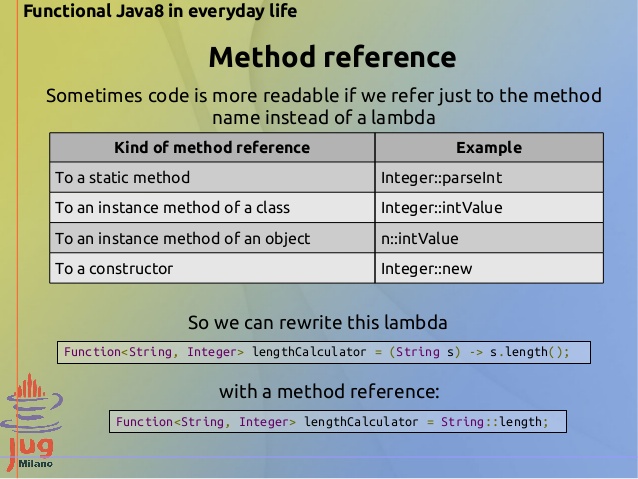 Functional Java8 in everyday life
Method reference
Sometimes code is more readable if we refer just to the method
name instead of a lambda
Kind of method reference Example
To a static method Integer::parseInt
To an instance method of a class Integer::intValue
To an instance method of an object n::intValue
To a constructor Integer::new
So we can rewrite this lambda
Function<String, Integer> lengthCalculator = (String s) -> s.length();
with a method reference:
Function<String, Integer> lengthCalculator = String::length;
jug
Milano